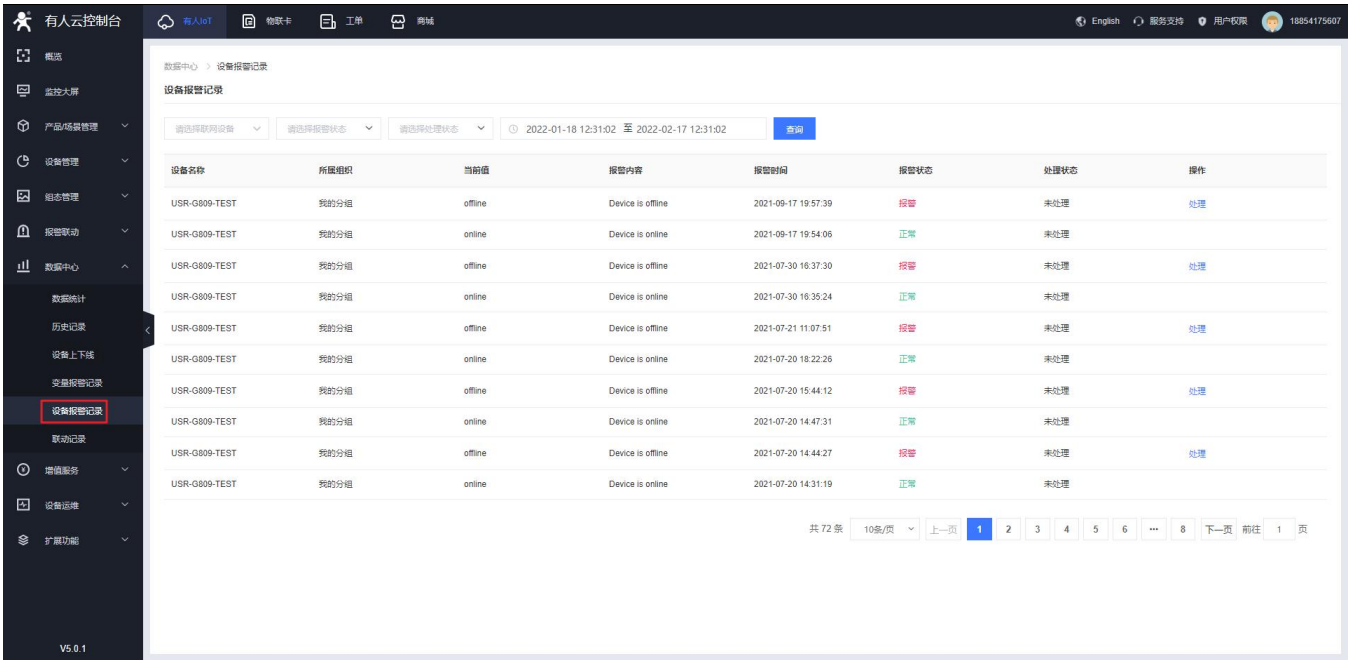 有人云控制台 有人IoT 物联卡 工单 商城 English 服务支持 用户权限 18854175607
概览
监控大屏
产品/场景管理
设备管理
组态管理
报警联动
数据中心
数据统计
历史记录
设备上下线
变量报警记录
设备报警记录
联动记录
增值服务
设备运维
扩展功能
V5.0.1
数据中心 > 设备报警记录
设备报警记录
请选择联网设备 请选择报警状态 请选择处理状态 2022-01-18 12:31:02 至 2022-02-17 12:31:02 查询
设备名称 所属组织 当前值 报警内容 报警时间 报警状态 处理状态 操作
USR-G809-TEST 我的分组 offline Device is offline 2021-09-17 19:57:39 报警 未处理 处理
USR-G809-TEST 我的分组 online Device is online 2021-09-17 19:54:06 正常 未处理
USR-G809-TEST 我的分组 offline Device is offline 2021-07-30 16:37:30 报警 未处理 处理
USR-G809-TEST 我的分组 online Device is online 2021-07-30 16:35:24 正常 未处理
USR-G809-TEST 我的分组 offline Device is offline 2021-07-21 11:07:51 报警 未处理 处理
USR-G809-TEST 我的分组 online Device is online 2021-07-20 18:22:26 正常 未处理
USR-G809-TEST 我的分组 offline Device is offline 2021-07-20 15:44:12 报警 未处理 处理
USR-G809-TEST 我的分组 online Device is online 2021-07-20 14:47:31 正常 未处理
USR-G809-TEST 我的分组 offline Device is offline 2021-07-20 14:44:27 报警 未处理 处理
USR-G809-TEST 我的分组 online Device is online 2021-07-20 14:31:19 正常 未处理
共 72 条 10条/页 上一页 1 2 3 4 5 6 ··· 8 下一页 前往 1 页